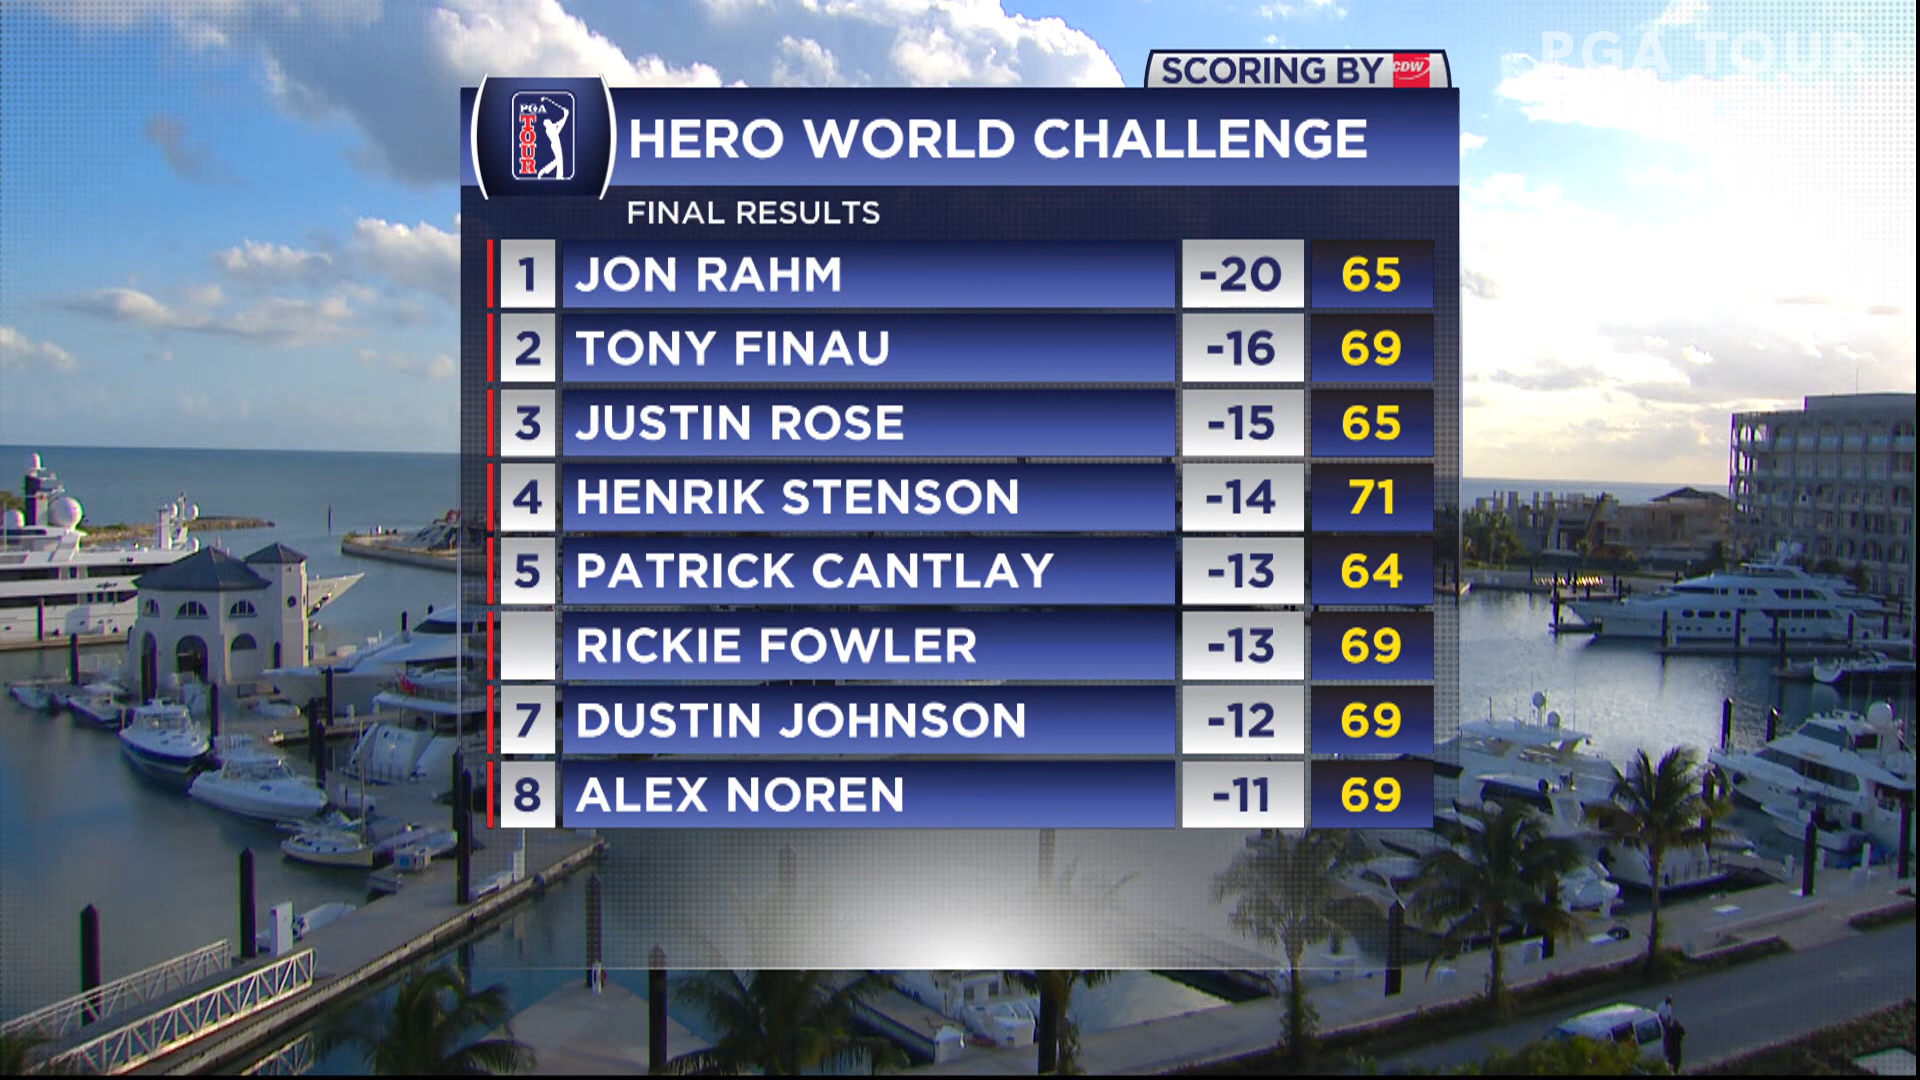 PGA TOUR
SCORING BY CDW
PGA TOUR
HERO WORLD CHALLENGE
FINAL RESULTS
1 JON RAHM -20 65
2 TONY FINAU -16 69
3 JUSTIN ROSE -15 65
4 HENRIK STENSON -14 71
5 PATRICK CANTLAY -13 64
RICKIE FOWLER -13 69
7 DUSTIN JOHNSON -12 69
8 ALEX NOREN -11 69